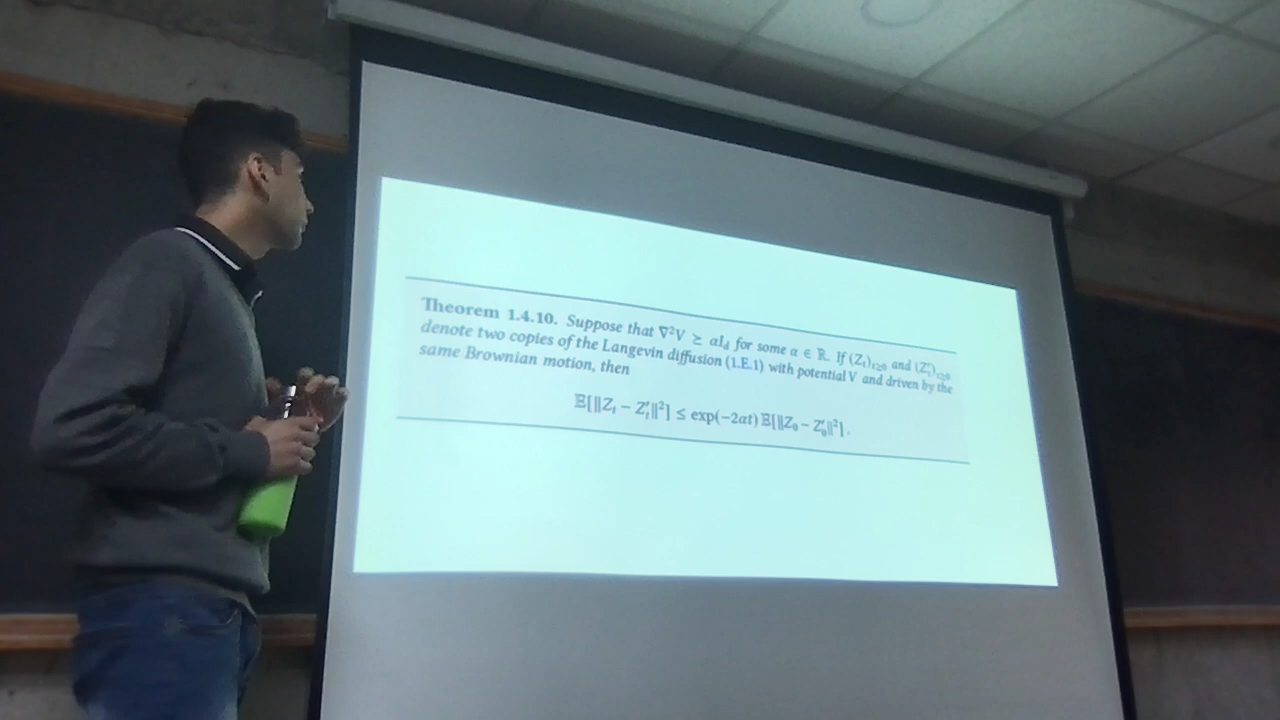 Theorem 1.4.10. Suppose that ∇²V ≥ αI_d for some α ∈ ℝ. If (Z_t)_{t≥0} and (Z'_t)_{t≥0}
denote two copies of the Langevin diffusion (1.E.1) with potential V and driven by the
same Brownian motion, then
𝔼[‖Z_t − Z'_t‖²] ≤ exp(−2αt) 𝔼[‖Z_0 − Z'_0‖²] .